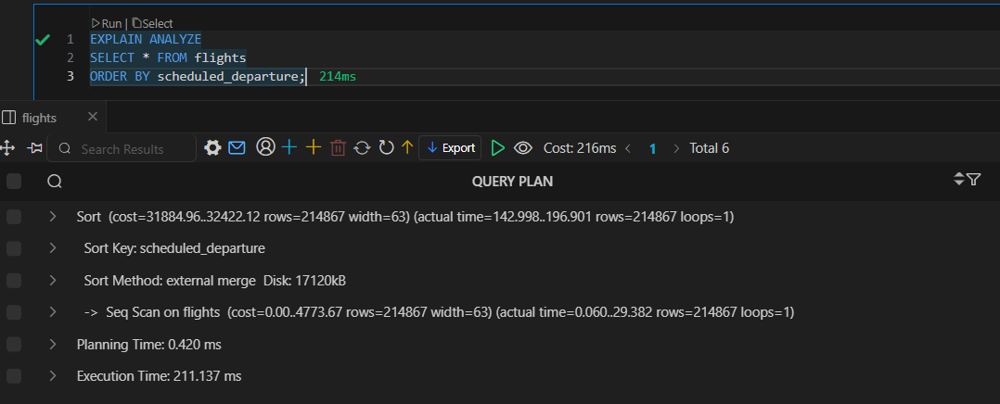 Run | Select
1 EXPLAIN ANALYZE
2 SELECT * FROM flights
3 ORDER BY scheduled_departure; 214ms
flights
Search Results Export Cost: 216ms 1 Total 6
QUERY PLAN
Sort (cost=31884.96..32422.12 rows=214867 width=63) (actual time=142.998..196.901 rows=214867 loops=1)
Sort Key: scheduled_departure
Sort Method: external merge Disk: 17120kB
-> Seq Scan on flights (cost=0.00..4773.67 rows=214867 width=63) (actual time=0.060..29.382 rows=214867 loops=1)
Planning Time: 0.420 ms
Execution Time: 211.137 ms